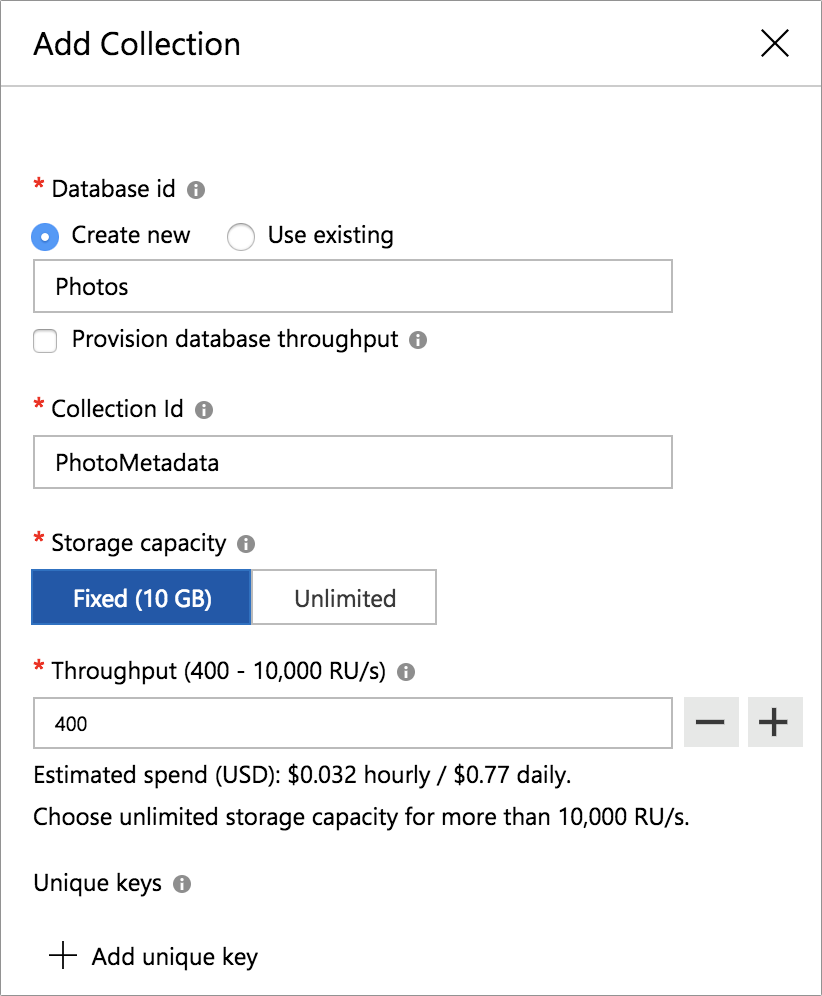 Add Collection
* Database id
Create new Use existing
Photos
Provision database throughput
* Collection Id
PhotoMetadata
* Storage capacity
Fixed (10 GB) Unlimited
* Throughput (400 - 10,000 RU/s)
400
Estimated spend (USD): $0.032 hourly / $0.77 daily.
Choose unlimited storage capacity for more than 10,000 RU/s.
Unique keys
Add unique key